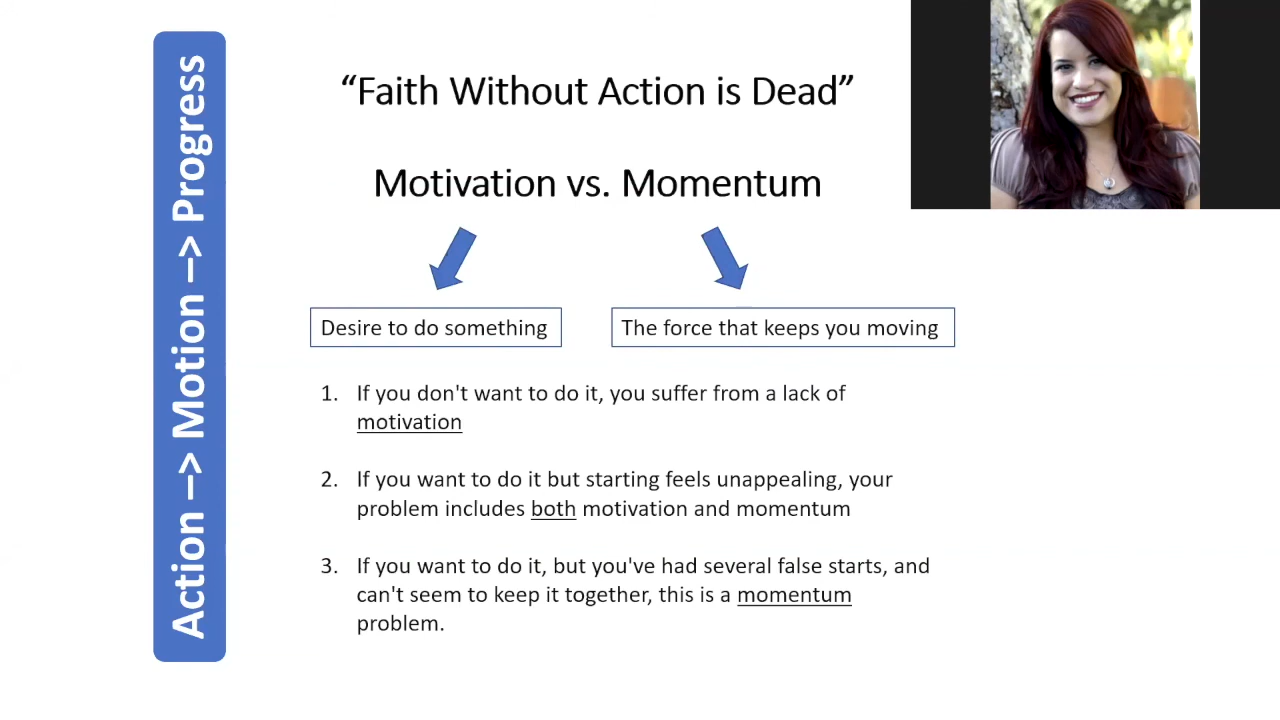 Action –> Motion –> Progress
“Faith Without Action is Dead”
Motivation vs. Momentum
Desire to do something
The force that keeps you moving
1. If you don't want to do it, you suffer from a lack of
motivation
2. If you want to do it but starting feels unappealing, your
problem includes both motivation and momentum
3. If you want to do it, but you've had several false starts, and
can't seem to keep it together, this is a momentum
problem.